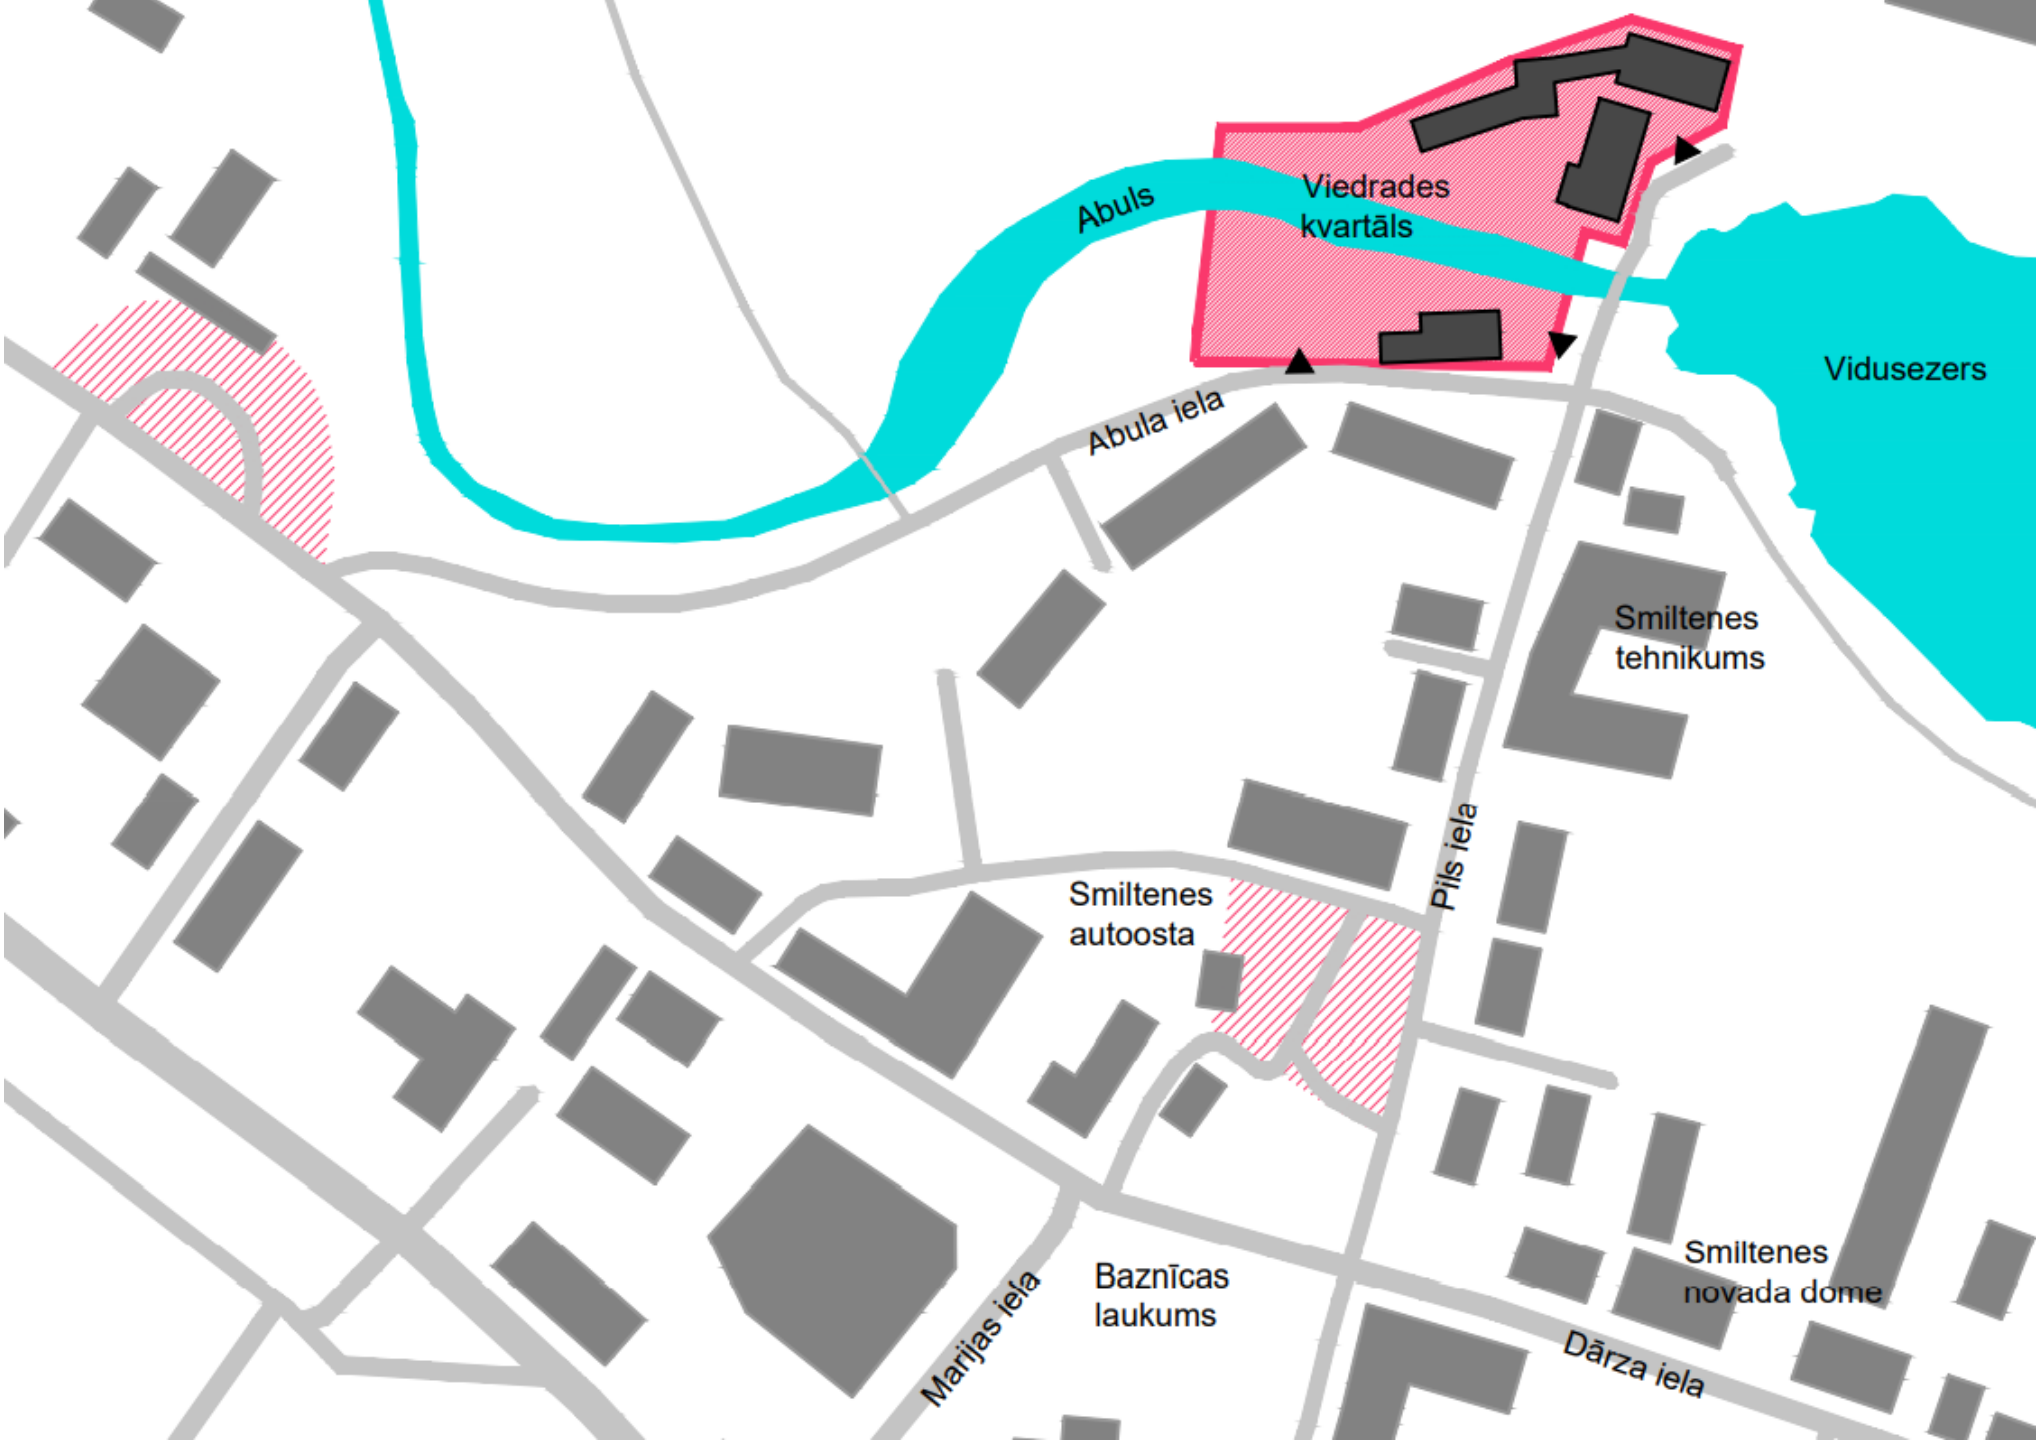 Abuls
Viedrades
kvartāls
Vidusezers
Abula iela
Smiltenes
tehnikums
Pils iela
Smiltenes
autoosta
Smiltenes
novada dome
Baznīcas
laukums
Marijas iela
Dārza iela